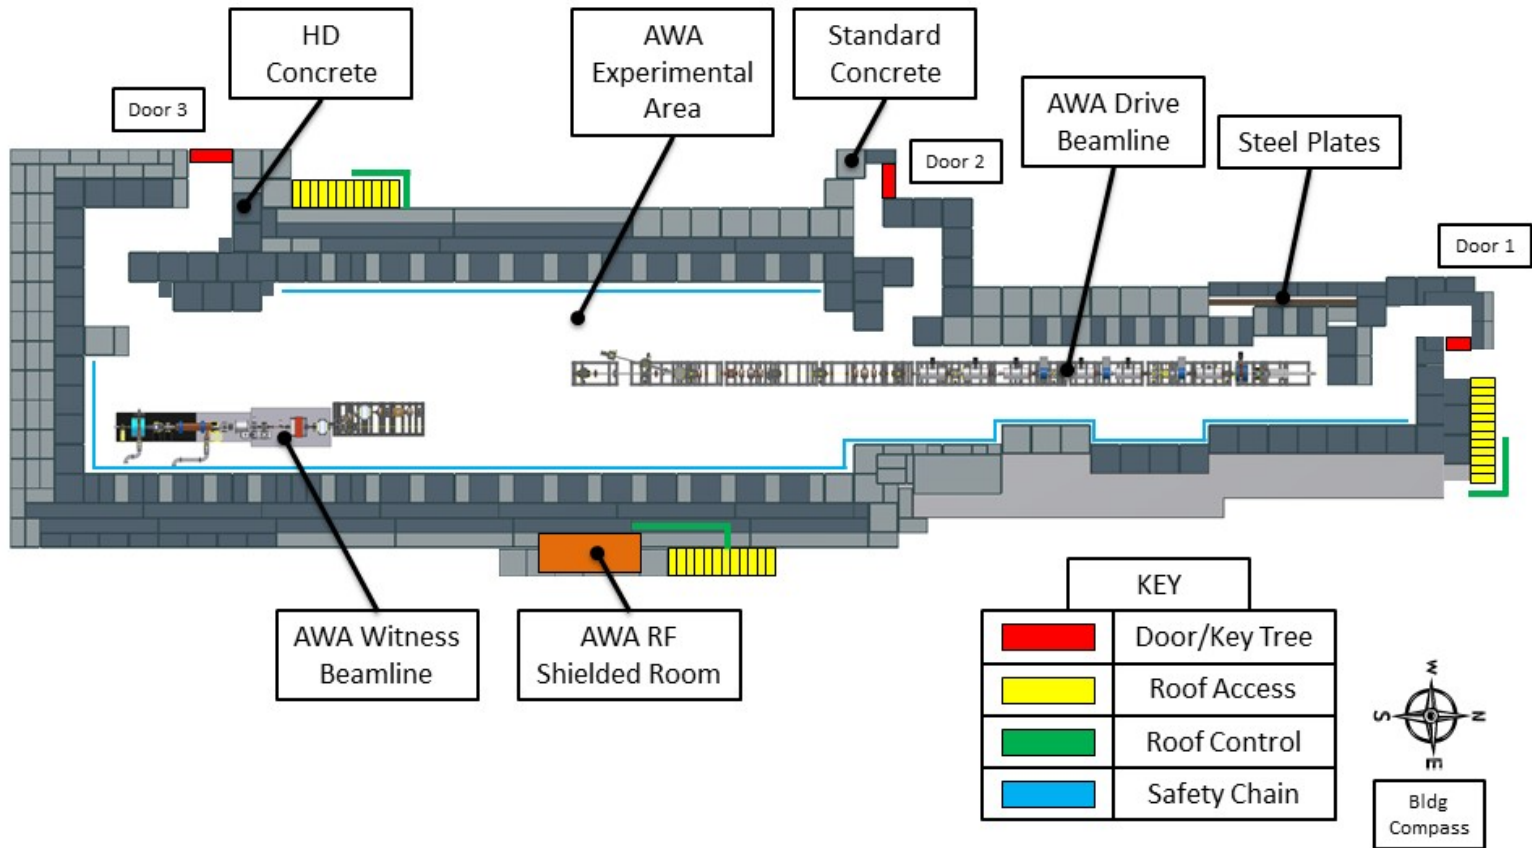 HD
Concrete
AWA
Experimental
Area
Standard
Concrete
AWA Drive
Beamline
Steel Plates
Door 3
Door 2
Door 1
AWA Witness
Beamline
AWA RF
Shielded Room
KEY
Door/Key Tree
Roof Access
Roof Control
Safety Chain
W
S
N
E
Bldg
Compass